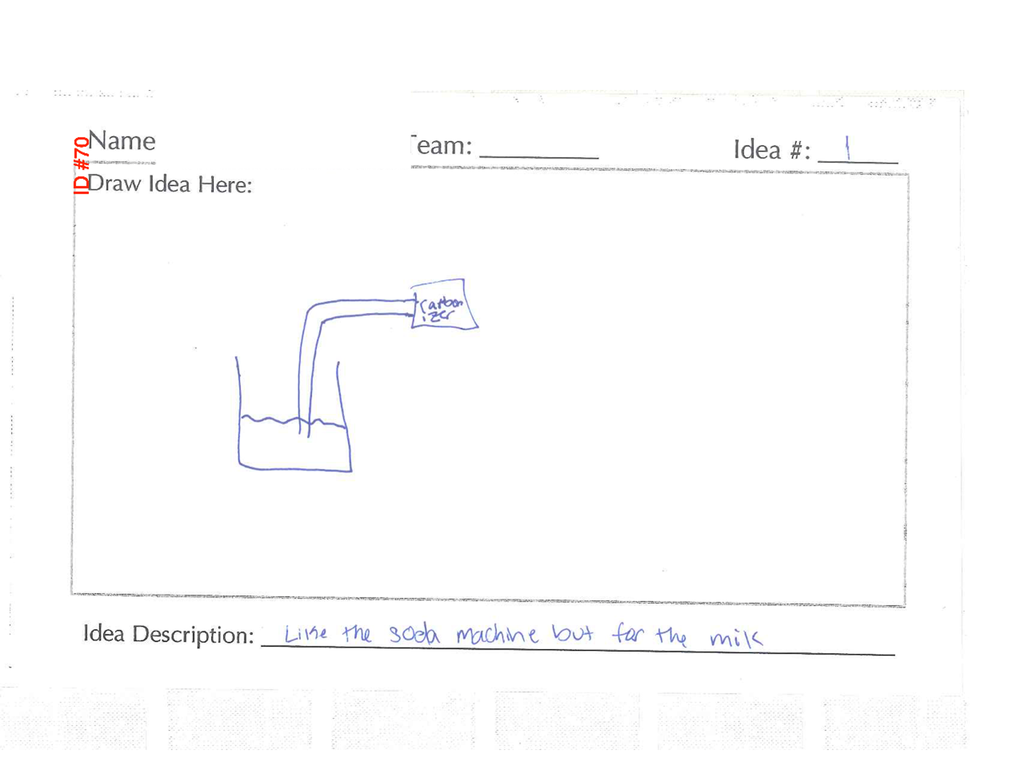 ID #70
Name
Team: Idea #: 1
Draw Idea Here:
Carbon
izer
Idea Description: Like the soda machine but for the milk